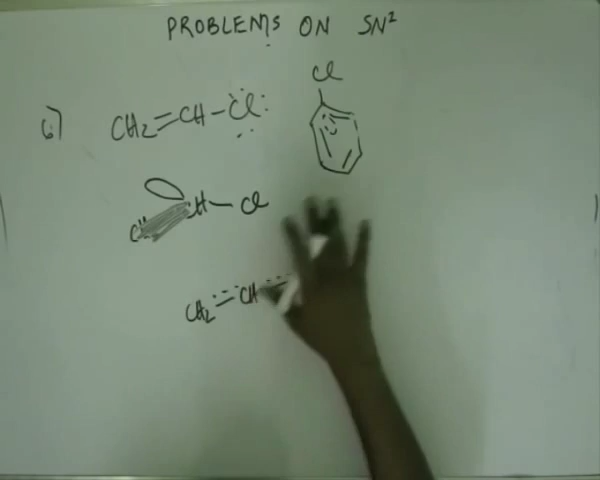 PROBLEMS ON SN²
Cl
6) CH₂=CH-Cl
CH-Cl
CH₂=CH